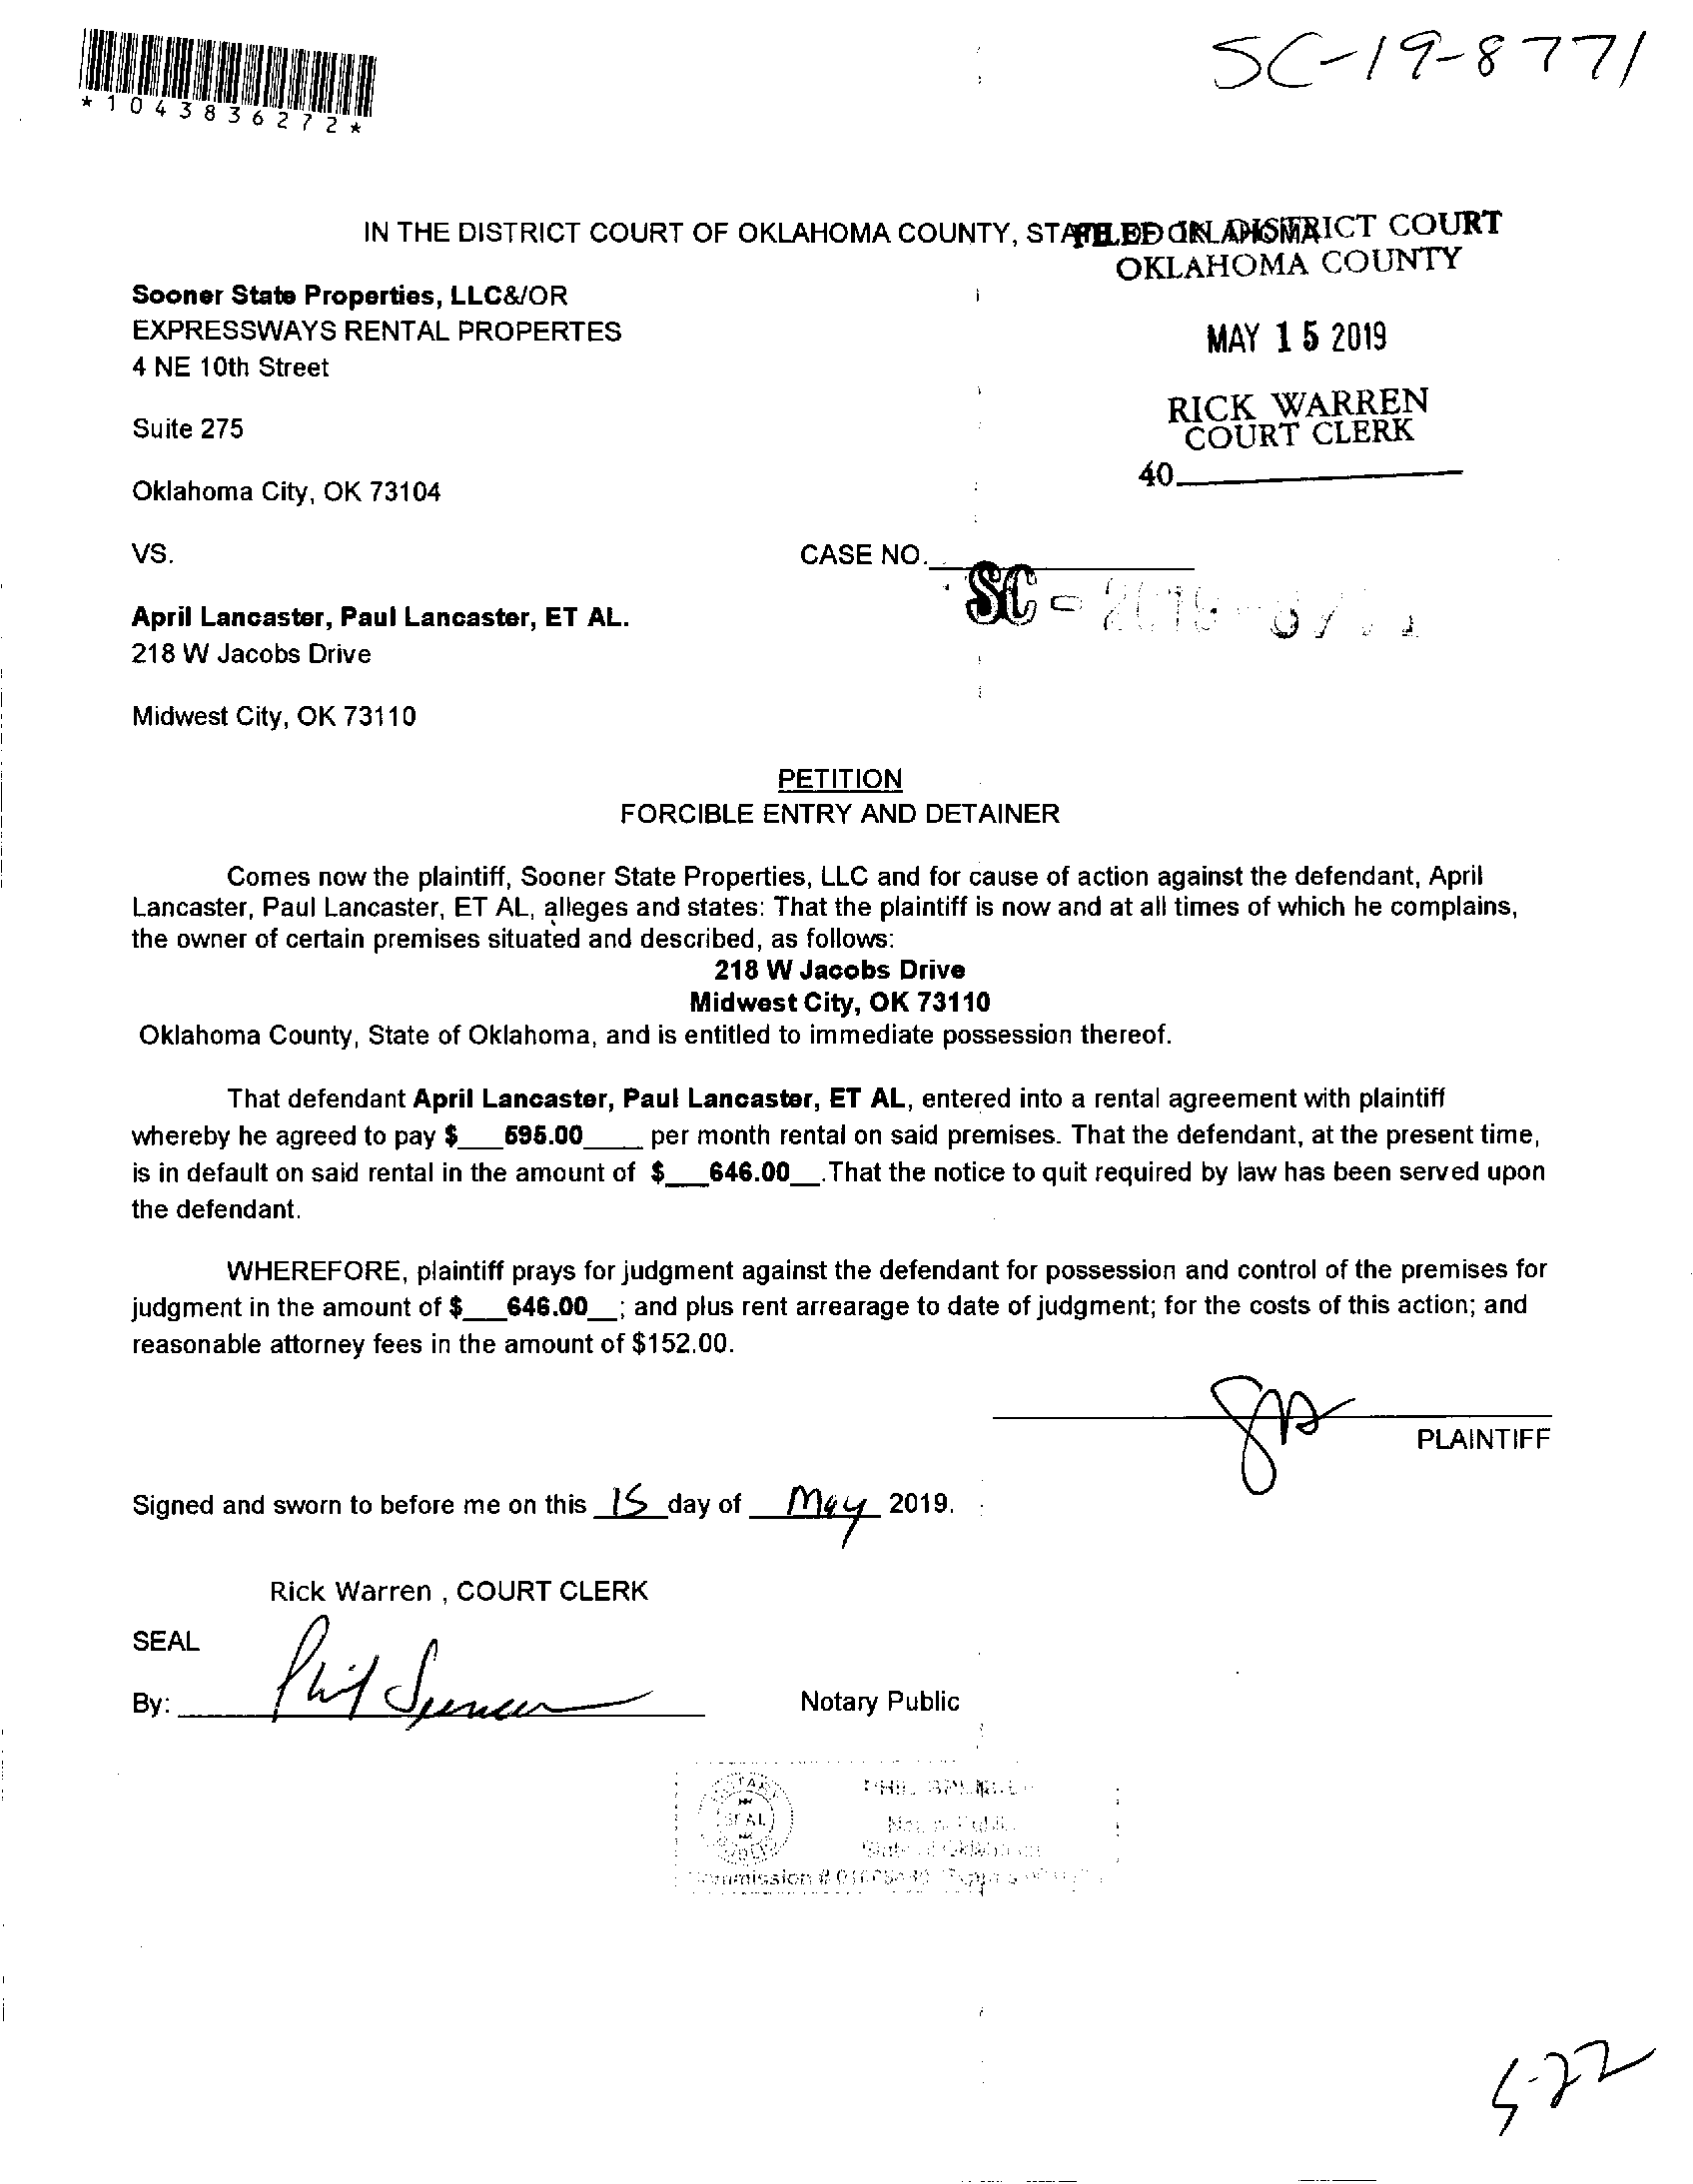 SC-19-8771
*1043836272*
IN THE DISTRICT COURT OF OKLAHOMA COUNTY, STATE OF OKLAHOMA
FILED IN DISTRICT COURT
OKLAHOMA COUNTY
Sooner State Properties, LLC&/OR
EXPRESSWAYS RENTAL PROPERTES
4 NE 10th Street
MAY 15 2019
Suite 275
RICK WARREN
COURT CLERK
Oklahoma City, OK 73104
40
VS.
CASE NO.
SC -
April Lancaster, Paul Lancaster, ET AL.
218 W Jacobs Drive
Midwest City, OK 73110
PETITION
FORCIBLE ENTRY AND DETAINER
Comes now the plaintiff, Sooner State Properties, LLC and for cause of action against the defendant, April
Lancaster, Paul Lancaster, ET AL, alleges and states: That the plaintiff is now and at all times of which he complains,
the owner of certain premises situated and described, as follows:
218 W Jacobs Drive
Midwest City, OK 73110
Oklahoma County, State of Oklahoma, and is entitled to immediate possession thereof.
That defendant April Lancaster, Paul Lancaster, ET AL, entered into a rental agreement with plaintiff
whereby he agreed to pay $___595.00____ per month rental on said premises. That the defendant, at the present time,
is in default on said rental in the amount of $___646.00__.That the notice to quit required by law has been served upon
the defendant.
WHEREFORE, plaintiff prays for judgment against the defendant for possession and control of the premises for
judgment in the amount of $___646.00__; and plus rent arrearage to date of judgment; for the costs of this action; and
reasonable attorney fees in the amount of $152.00.
PLAINTIFF
Signed and sworn to before me on this 15 day of May 2019.
Rick Warren , COURT CLERK
SEAL
By: Phil Spencer Notary Public
SEAL
5-22